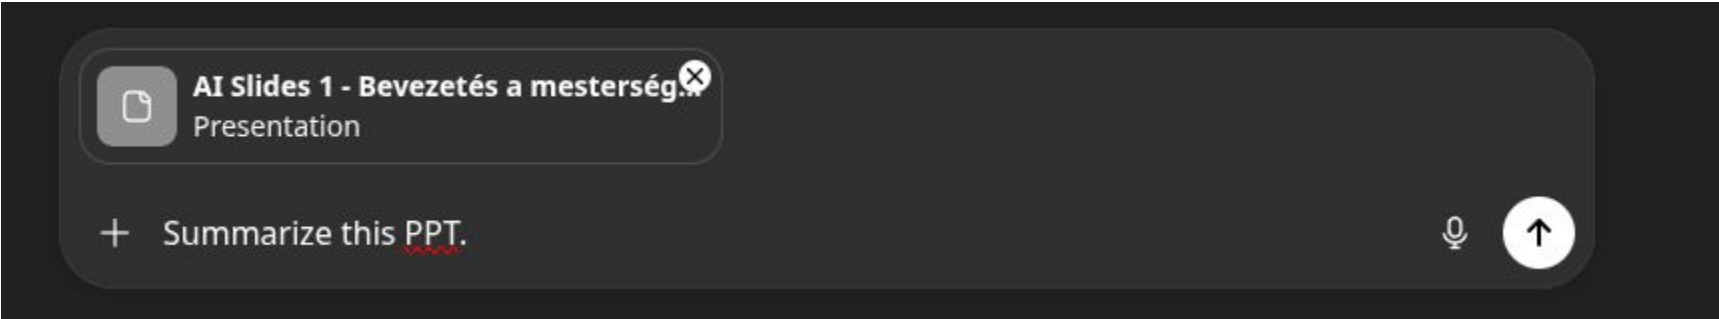 AI Slides 1 - Bevezetés a mesterség...
Presentation
Summarize this PPT.